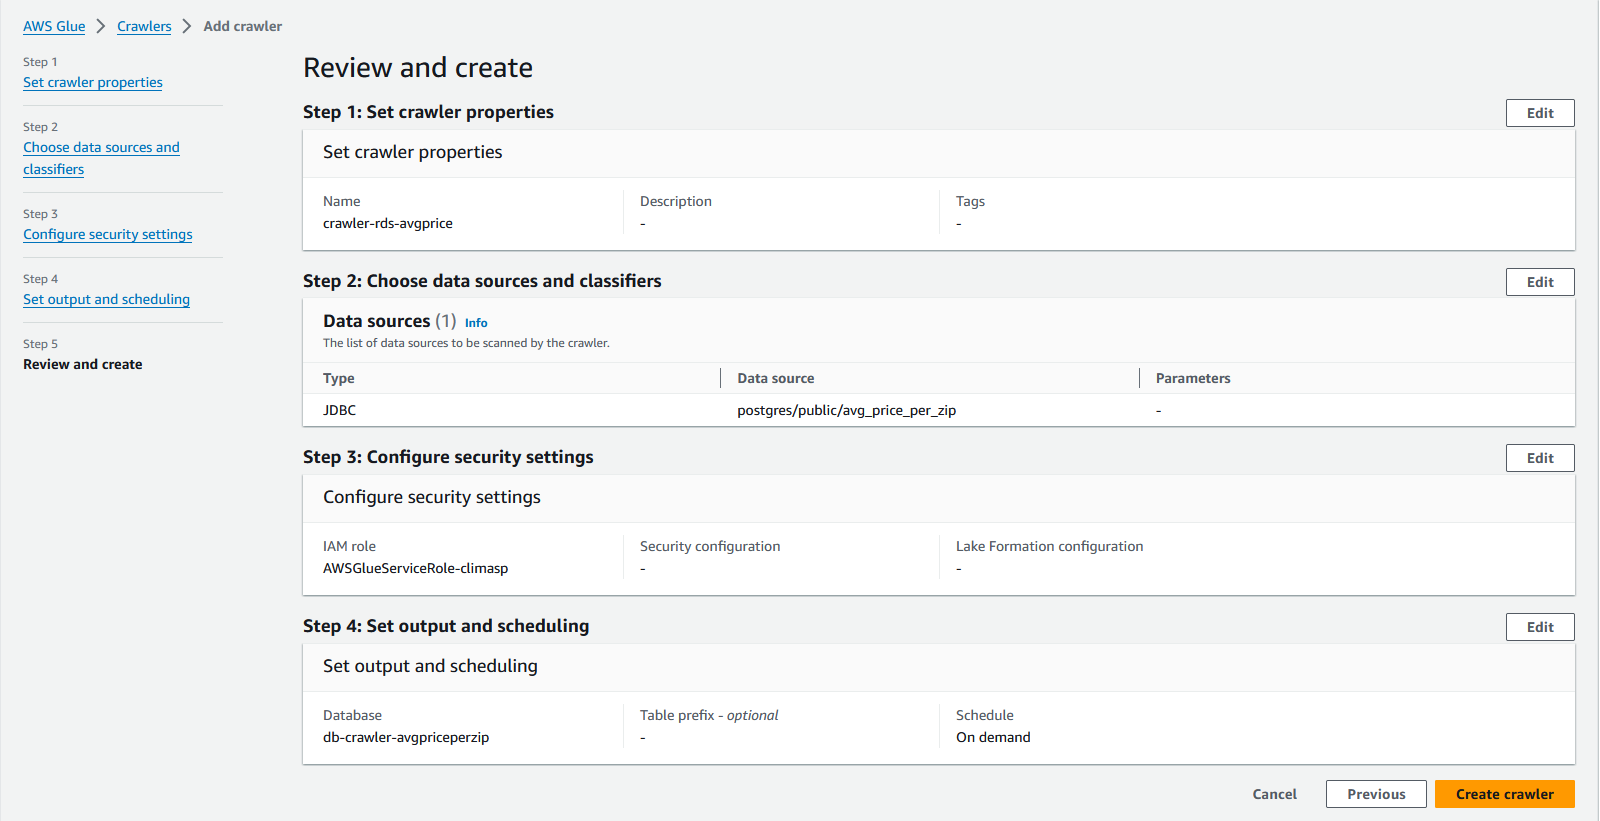 AWS Glue > Crawlers > Add crawler
Step 1
Set crawler properties
Step 2
Choose data sources and
classifiers
Step 3
Configure security settings
Step 4
Set output and scheduling
Step 5
Review and create
Review and create
Step 1: Set crawler properties
Edit
Set crawler properties
Name Description Tags
crawler-rds-avgprice - -
Step 2: Choose data sources and classifiers
Edit
Data sources (1) Info
The list of data sources to be scanned by the crawler.
Type Data source Parameters
JDBC postgres/public/avg_price_per_zip -
Step 3: Configure security settings
Edit
Configure security settings
IAM role Security configuration Lake Formation configuration
AWSGlueServiceRole-climasp - -
Step 4: Set output and scheduling
Edit
Set output and scheduling
Database Table prefix - optional Schedule
db-crawler-avgpriceperzip - On demand
Cancel Previous Create crawler